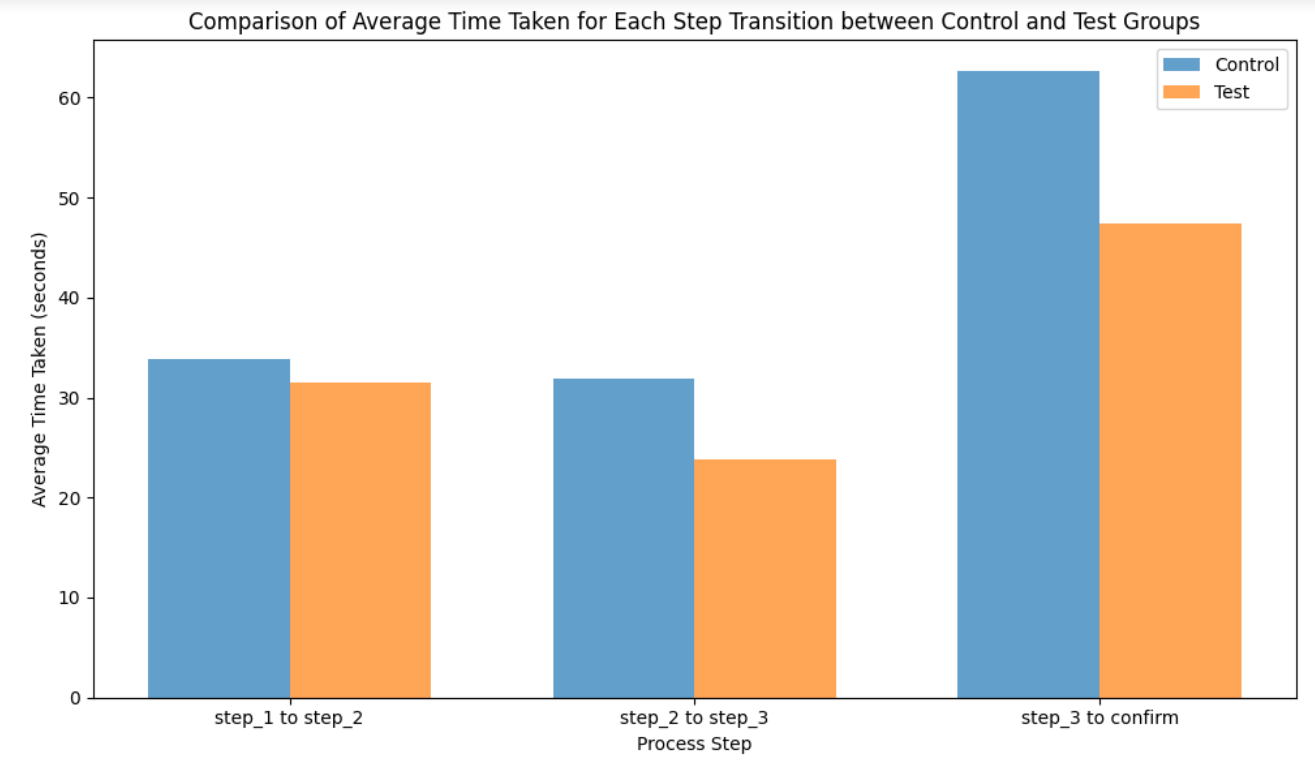 Comparison of Average Time Taken for Each Step Transition between Control and Test Groups
Control
Test
Average Time Taken (seconds)
60
50
40
30
20
10
0
step_1 to step_2
step_2 to step_3
step_3 to confirm
Process Step